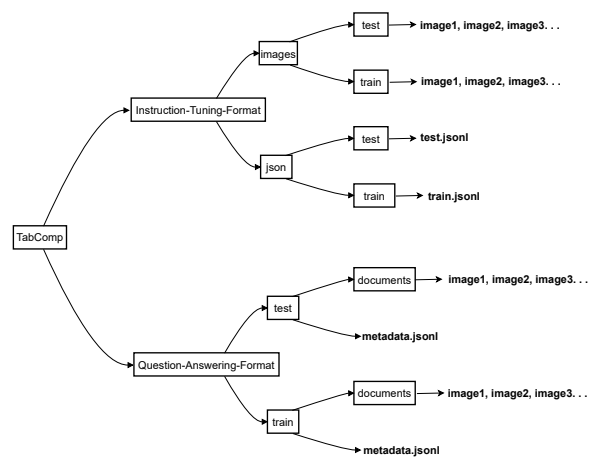 test
image1, image2, image3. . .
images
train
image1, image2, image3. . .
Instruction-Tuning-Format
test
test.jsonl
json
train
train.jsonl
TabComp
documents
image1, image2, image3. . .
test
metadata.jsonl
Question-Answering-Format
documents
image1, image2, image3. . .
train
metadata.jsonl